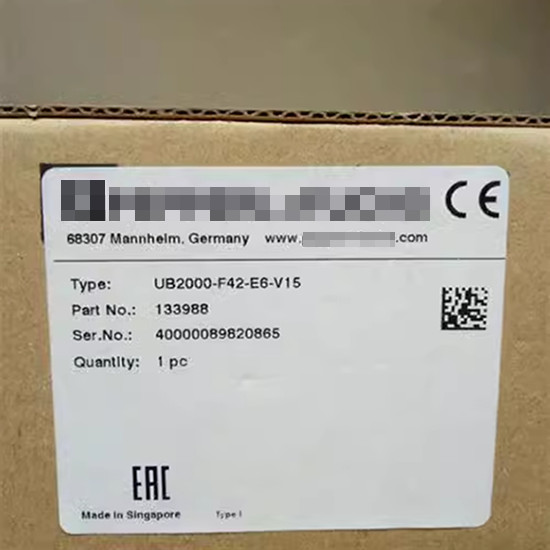 CE
68307 Mannheim, Germany www. .com
Type: UB2000-F42-E6-V15
Part No.: 133988
Ser.No.: 40000089820865
Quantity: 1 pc
EAC
Made in Singapore Type I